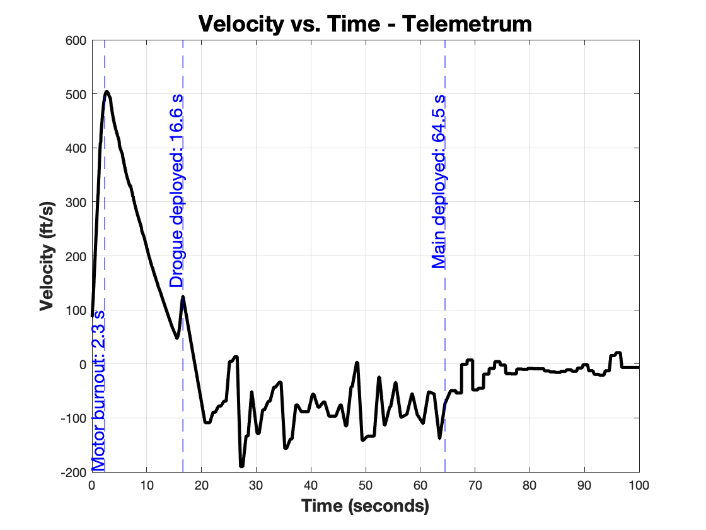 Velocity vs. Time - Telemetrum
Velocity (ft/s)
600
500
400
300
200
100
0
-100
-200
Motor burnout: 2.3 s
Drogue deployed: 16.6 s
Main deployed: 64.5 s
0 10 20 30 40 50 60 70 80 90 100
Time (seconds)